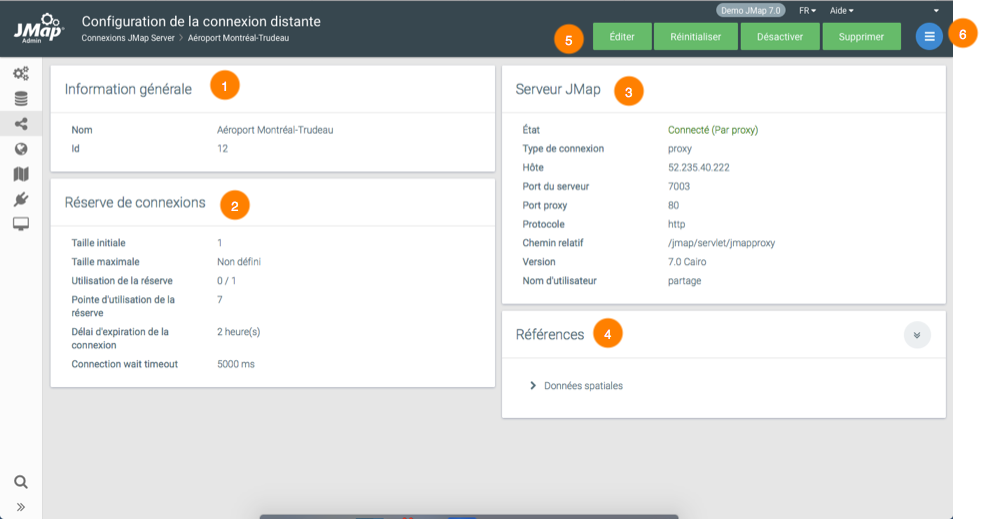 Demo JMap 7.0 FR Aide
JMap
Admin
Configuration de la connexion distante
Connexions JMap Server > Aéroport Montréal-Trudeau
5 Éditer Réinitialiser Désactiver Supprimer 6
Information générale 1
Nom Aéroport Montréal-Trudeau
Id 12
Réserve de connexions 2
Taille initiale 1
Taille maximale Non défini
Utilisation de la réserve 0 / 1
Pointe d'utilisation de la 7
réserve
Délai d'expiration de la 2 heure(s)
connexion
Connection wait timeout 5000 ms
Serveur JMap 3
État Connecté (Par proxy)
Type de connexion proxy
Hôte 52.235.40.222
Port du serveur 7003
Port proxy 80
Protocole http
Chemin relatif /jmap/servlet/jmapproxy
Version 7.0 Cairo
Nom d'utilisateur partage
Références 4
Données spatiales